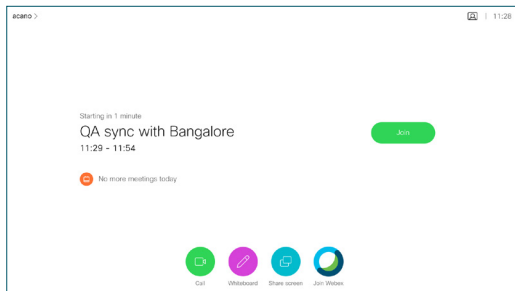 acano >
11:28
Starting in 1 minute
QA sync with Bangalore
11:29 - 11:54
Join
No more meetings today
Call
Whiteboard
Share screen
Join Webex